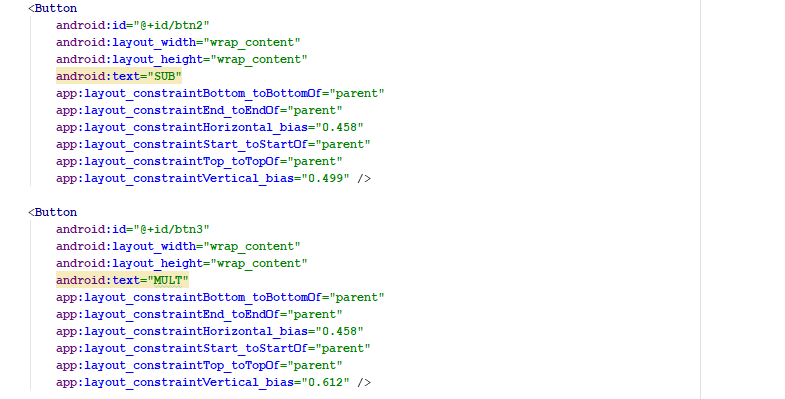 <Button
android:id="@+id/btn2"
android:layout_width="wrap_content"
android:layout_height="wrap_content"
android:text="SUB"
app:layout_constraintBottom_toBottomOf="parent"
app:layout_constraintEnd_toEndOf="parent"
app:layout_constraintHorizontal_bias="0.458"
app:layout_constraintStart_toStartOf="parent"
app:layout_constraintTop_toTopOf="parent"
app:layout_constraintVertical_bias="0.499" />
<Button
android:id="@+id/btn3"
android:layout_width="wrap_content"
android:layout_height="wrap_content"
android:text="MULT"
app:layout_constraintBottom_toBottomOf="parent"
app:layout_constraintEnd_toEndOf="parent"
app:layout_constraintHorizontal_bias="0.458"
app:layout_constraintStart_toStartOf="parent"
app:layout_constraintTop_toTopOf="parent"
app:layout_constraintVertical_bias="0.612" />